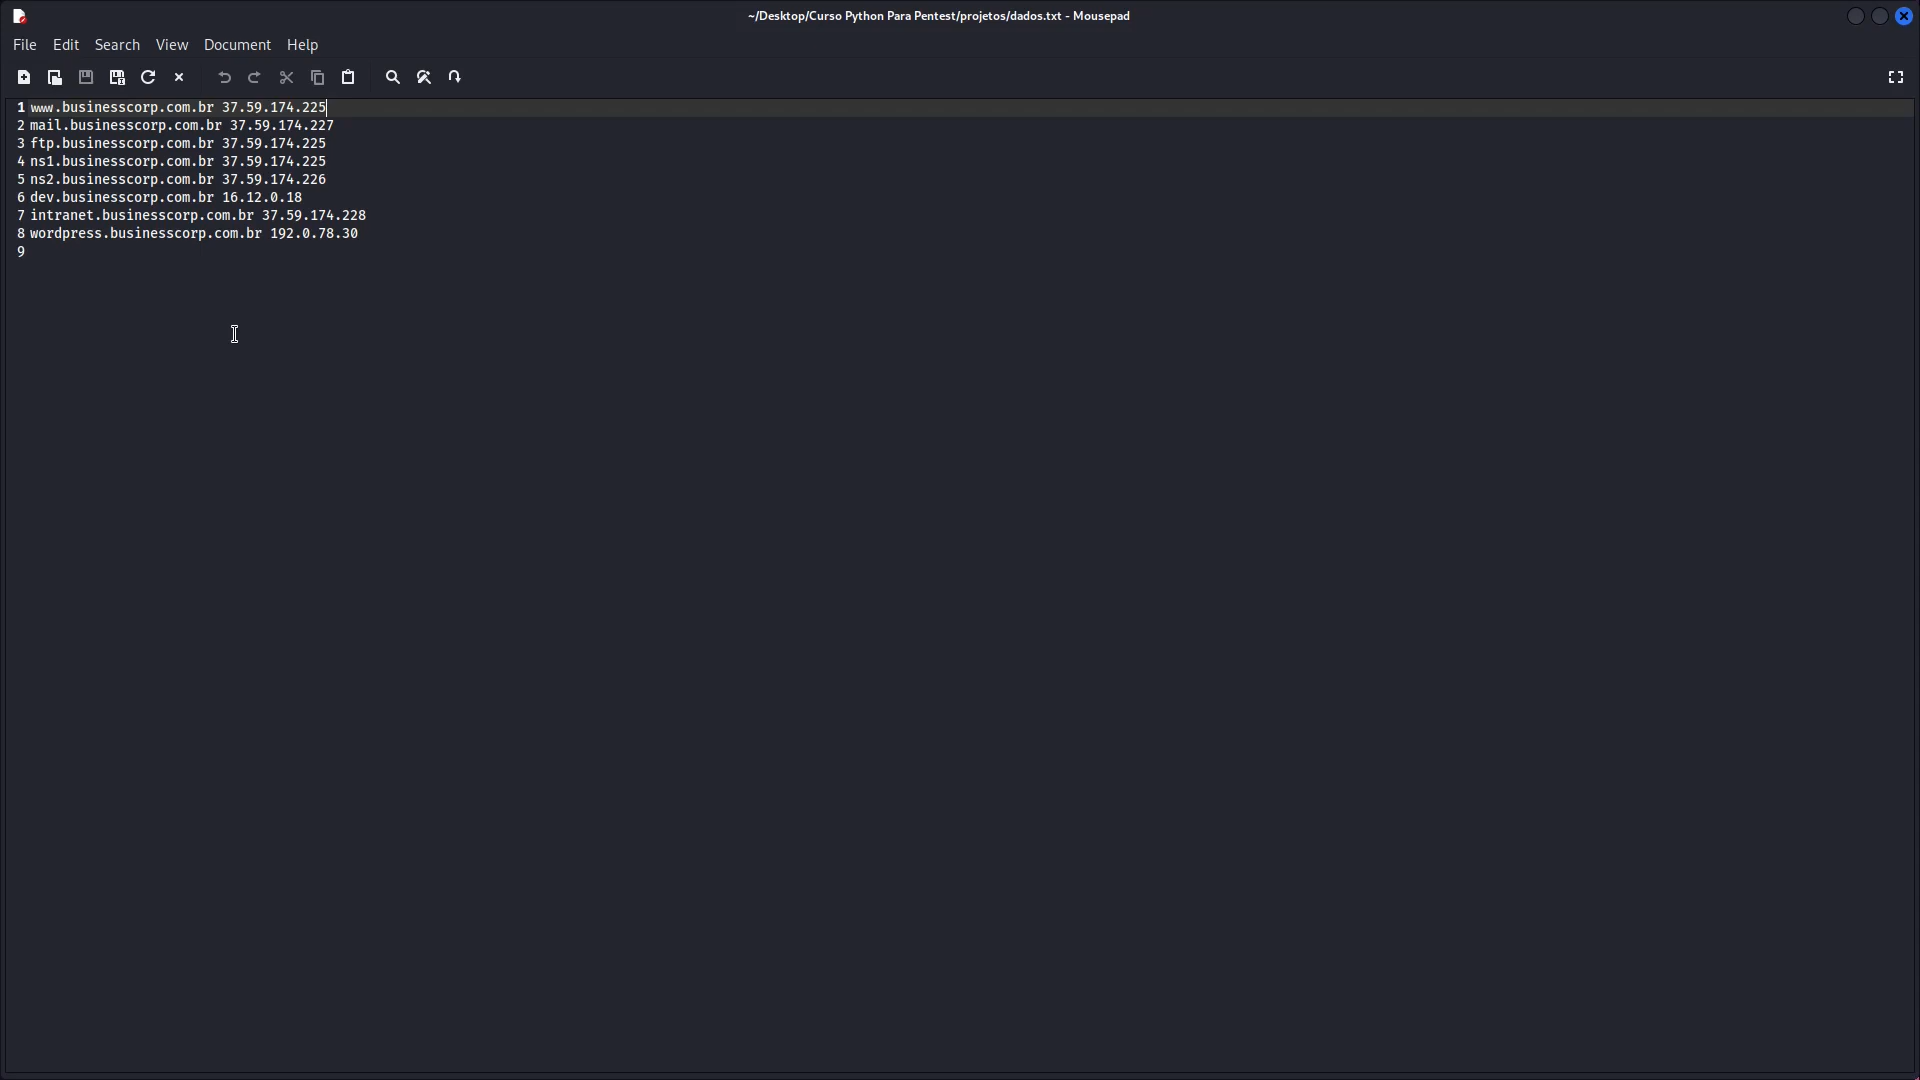 ~/Desktop/Curso Python Para Pentest/projetos/dados.txt - Mousepad
File Edit Search View Document Help
1 www.businesscorp.com.br 37.59.174.225
2 mail.businesscorp.com.br 37.59.174.227
3 ftp.businesscorp.com.br 37.59.174.225
4 ns1.businesscorp.com.br 37.59.174.225
5 ns2.businesscorp.com.br 37.59.174.226
6 dev.businesscorp.com.br 16.12.0.18
7 intranet.businesscorp.com.br 37.59.174.228
8 wordpress.businesscorp.com.br 192.0.78.30
9